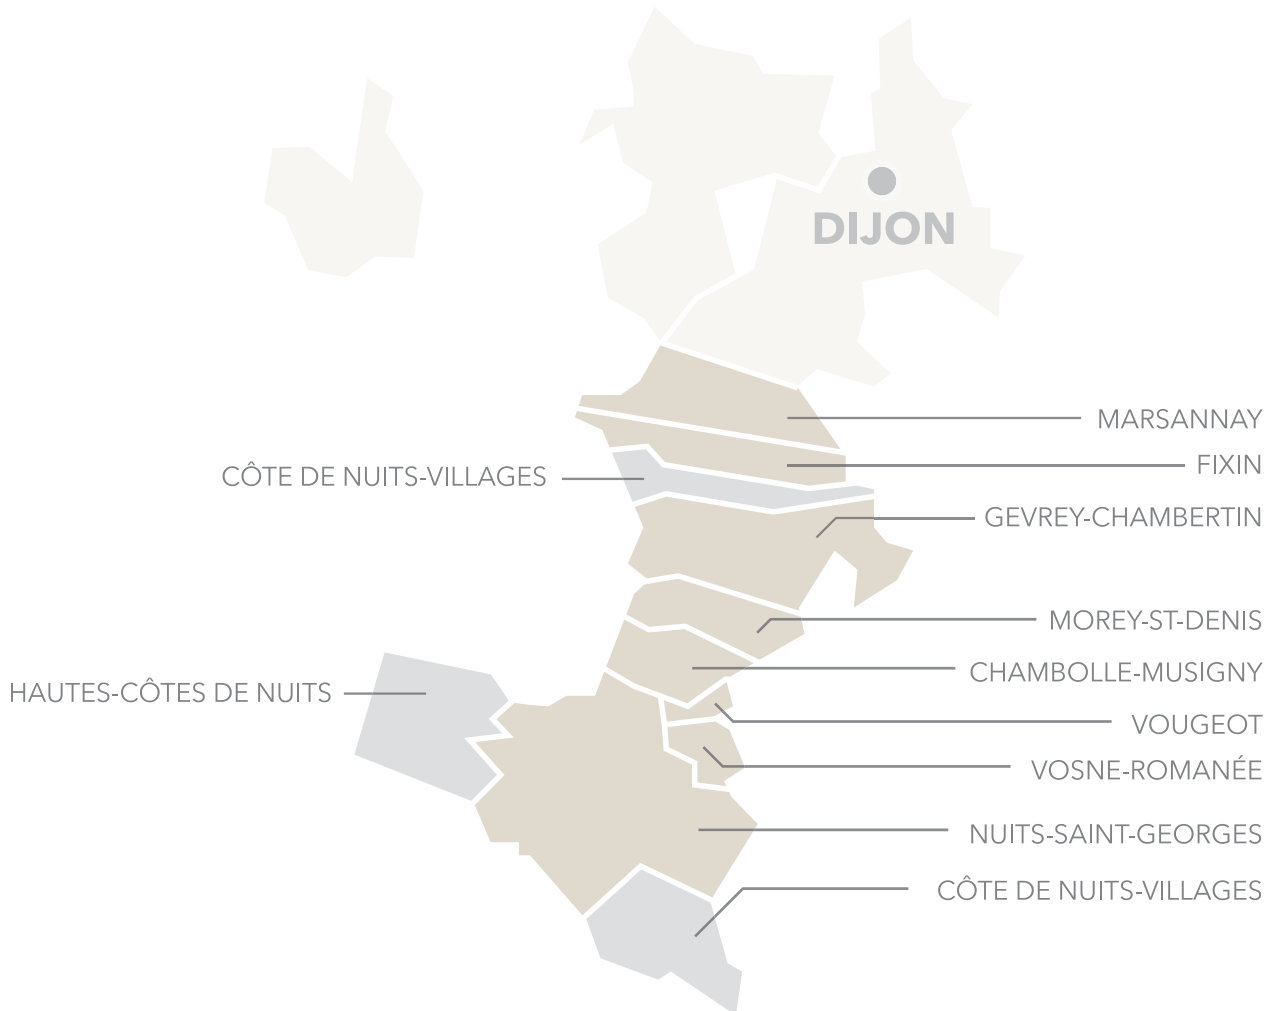 DIJON
MARSANNAY
FIXIN
CÔTE DE NUITS-VILLAGES
GEVREY-CHAMBERTIN
MOREY-ST-DENIS
CHAMBOLLE-MUSIGNY
HAUTES-CÔTES DE NUITS
VOUGEOT
VOSNE-ROMANÉE
NUITS-SAINT-GEORGES
CÔTE DE NUITS-VILLAGES